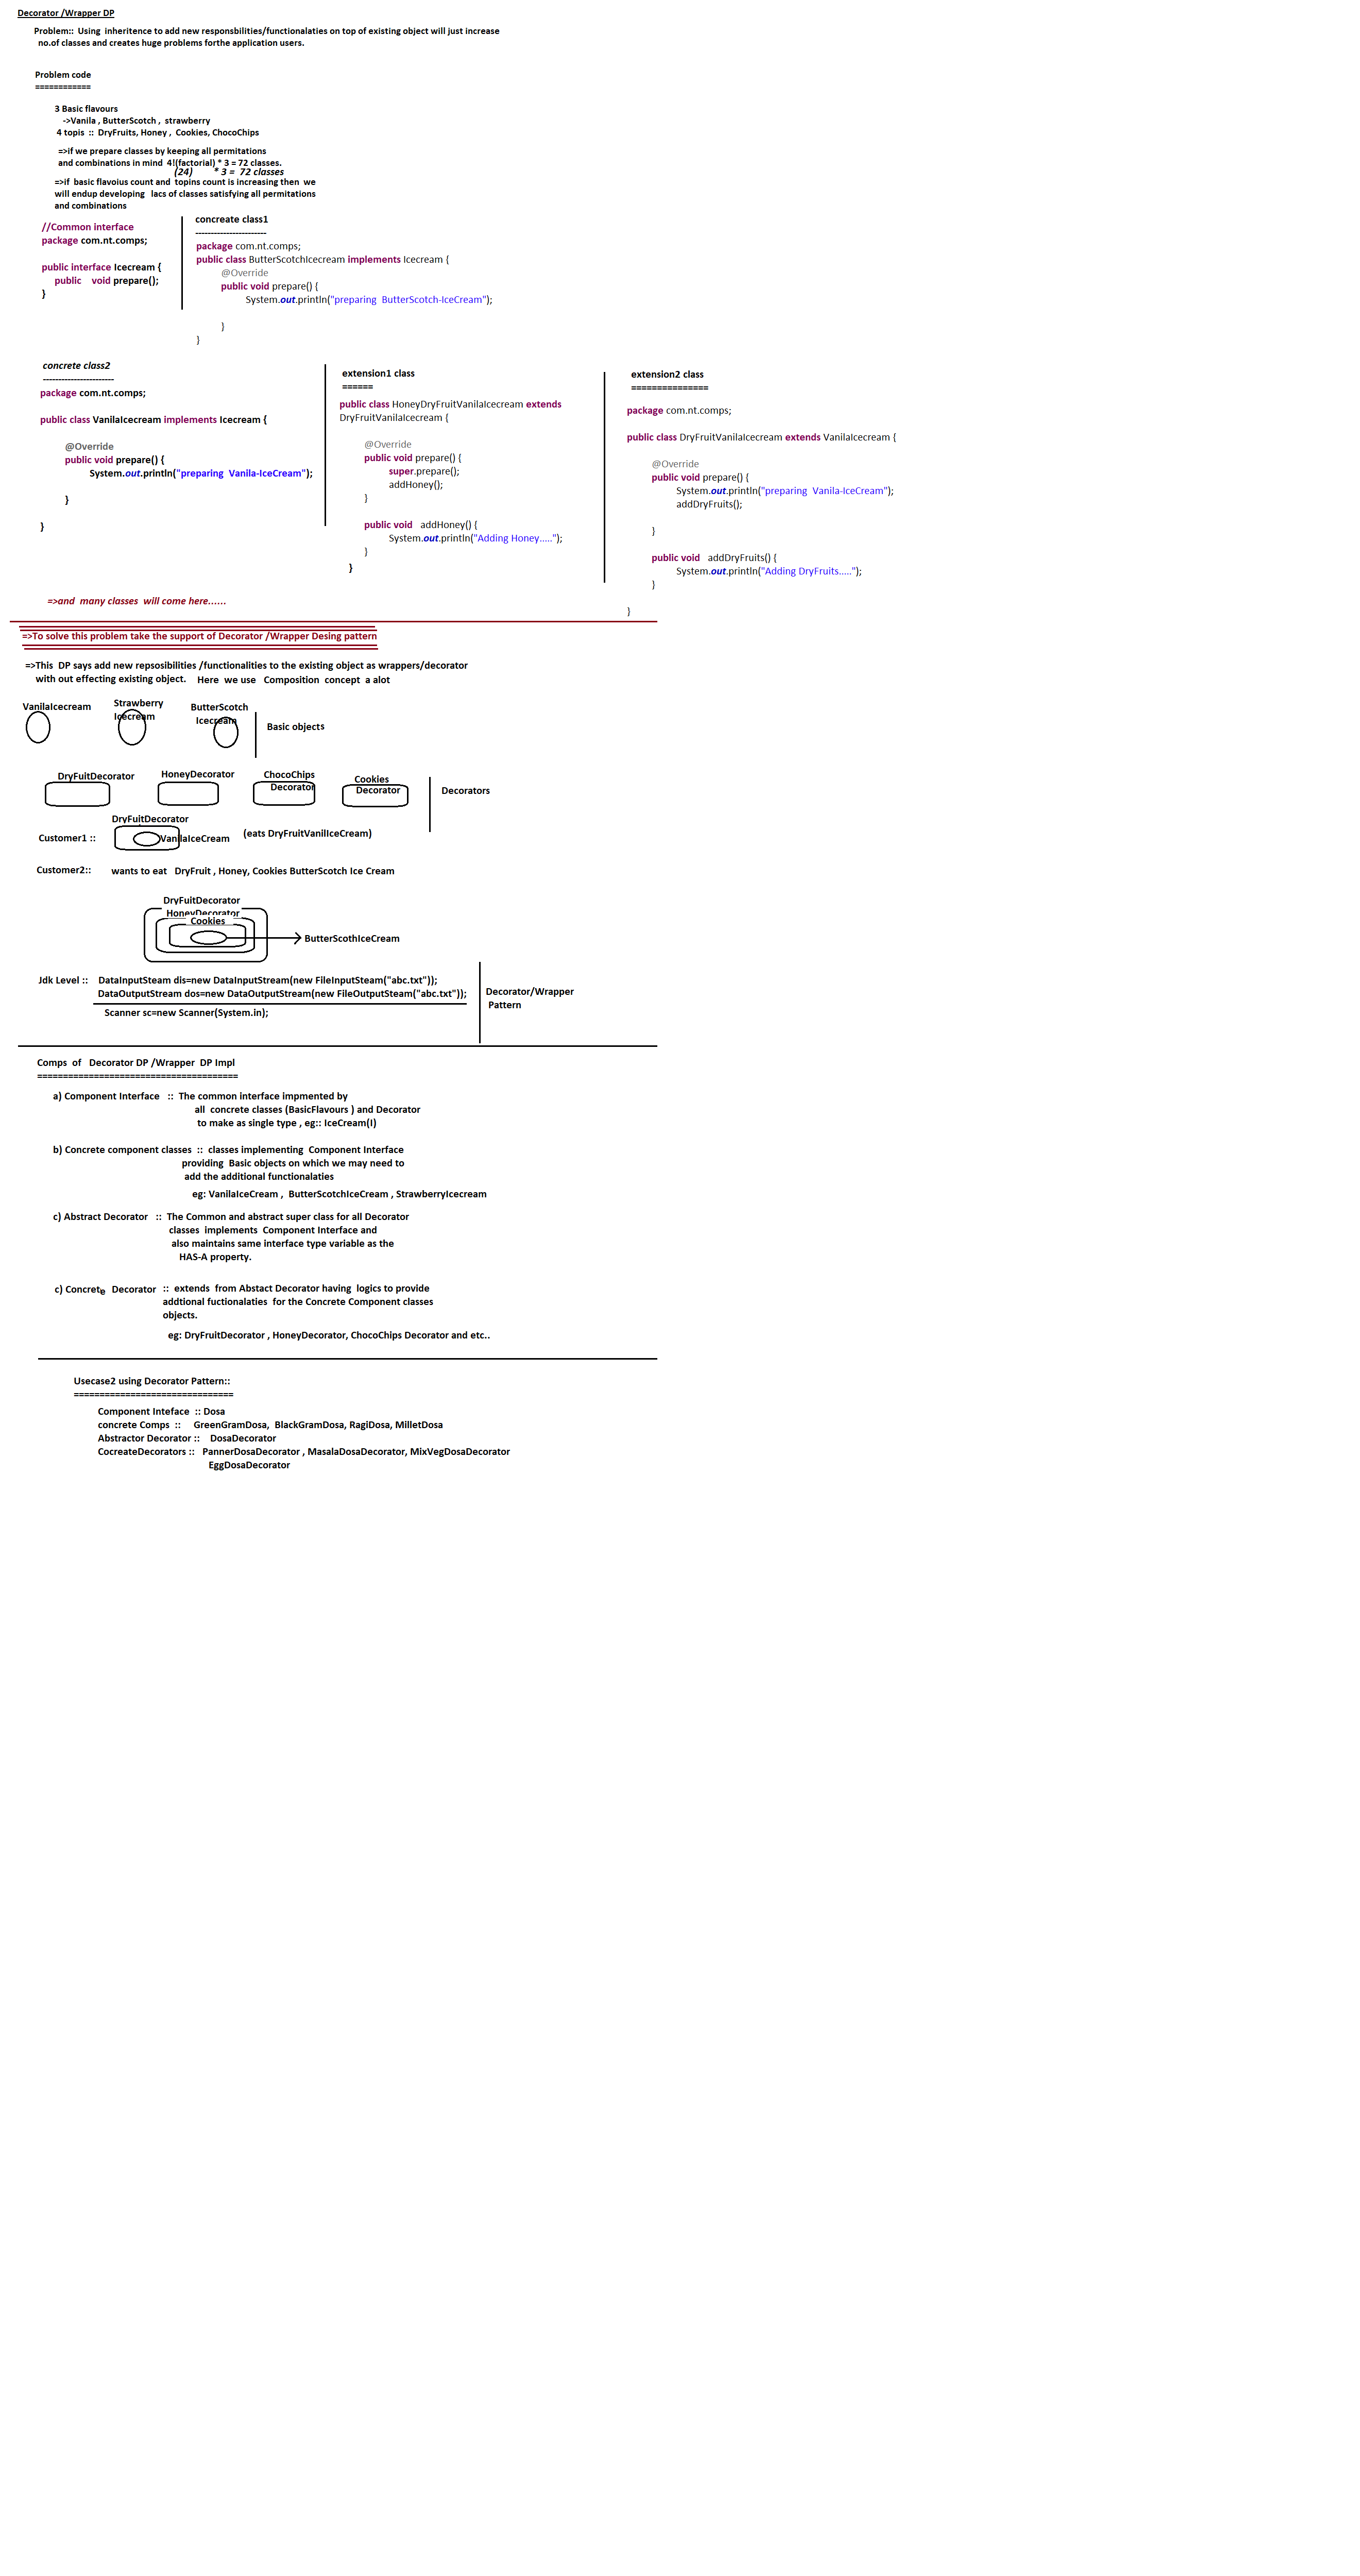 Decorator /Wrapper DP
Problem:: Using inheritence to add new responsbilities/functionalaties on top of existing object will just increase
no.of classes and creates huge problems forthe application users.
Problem code
============
3 Basic flavours
->Vanila , ButterScotch , strawberry
4 topis :: DryFruits, Honey , Cookies, ChocoChips
=>if we prepare classes by keeping all permitations
and combinations in mind 4!(factorial) * 3 = 72 classes.
(24) * 3 = 72 classes
=>if basic flavoius count and topins count is increasing then we
will endup developing lacs of classes satisfying all permitations
and combinations
//Common interface
package com.nt.comps;
public interface Icecream {
public void prepare();
}
concreate class1
-----------------------
package com.nt.comps;
public class ButterScotchIcecream implements Icecream {
@Override
public void prepare() {
System.out.println("preparing ButterScotch-IceCream");
}
}
concrete class2
-----------------------
package com.nt.comps;
public class VanilaIcecream implements Icecream {
@Override
public void prepare() {
System.out.println("preparing Vanila-IceCream");
}
}
extension1 class
======
public class HoneyDryFruitVanilaIcecream extends
DryFruitVanilaIcecream {
@Override
public void prepare() {
super.prepare();
addHoney();
}
public void addHoney() {
System.out.println("Adding Honey.....");
}
}
extension2 class
===============
package com.nt.comps;
public class DryFruitVanilaIcecream extends VanilaIcecream {
@Override
public void prepare() {
System.out.println("preparing Vanila-IceCream");
addDryFruits();
}
public void addDryFruits() {
System.out.println("Adding DryFruits.....");
}
}
=>and many classes will come here......
=>To solve this problem take the support of Decorator /Wrapper Desing pattern
=>This DP says add new repsosibilities /functionalities to the existing object as wrappers/decorator
with out effecting existing object. Here we use Composition concept a alot
VanilaIcecream
Strawberry
Icecream
ButterScotch
Icecream
Basic objects
DryFuitDecorator
HoneyDecorator
ChocoChips
Decorator
Cookies
Decorator
Decorators
DryFuitDecorator
Customer1 :: VanilaIceCream (eats DryFruitVanilIceCream)
Customer2:: wants to eat DryFruit , Honey, Cookies ButterScotch Ice Cream
DryFuitDecorator
HoneyDecorator
Cookies
ButterScothIceCream
Jdk Level :: DataInputSteam dis=new DataInputStream(new FileInputSteam("abc.txt"));
DataOutputStream dos=new DataOutputStream(new FileOutputSteam("abc.txt"));
Scanner sc=new Scanner(System.in);
Decorator/Wrapper
Pattern
Comps of Decorator DP /Wrapper DP Impl
=======================================
a) Component Interface :: The common interface impmented by
all concrete classes (BasicFlavours ) and Decorator
to make as single type , eg:: IceCream(I)
b) Concrete component classes :: classes implementing Component Interface
providing Basic objects on which we may need to
add the additional functionalaties
eg: VanilaIceCream , ButterScotchIceCream , StrawberryIcecream
c) Abstract Decorator :: The Common and abstract super class for all Decorator
classes implements Component Interface and
also maintains same interface type variable as the
HAS-A property.
c) Concrete Decorator :: extends from Abstact Decorator having logics to provide
addtional fuctionalaties for the Concrete Component classes
objects.
eg: DryFruitDecorator , HoneyDecorator, ChocoChips Decorator and etc..
Usecase2 using Decorator Pattern::
===============================
Component Inteface :: Dosa
concrete Comps :: GreenGramDosa, BlackGramDosa, RagiDosa, MilletDosa
Abstractor Decorator :: DosaDecorator
CocreateDecorators :: PannerDosaDecorator , MasalaDosaDecorator, MixVegDosaDecorator
EggDosaDecorator